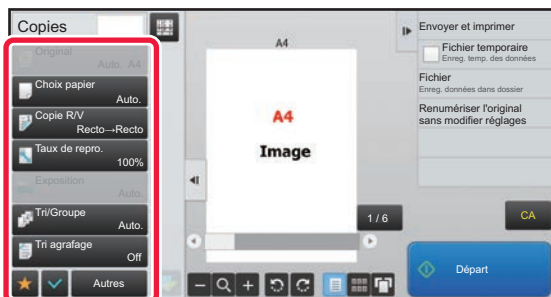 Copies
Original
Auto. A4
Choix papier
Auto.
Copie R/V
Recto→Recto
Taux de repro.
100%
Exposition
Auto.
Tri/Groupe
Auto.
Tri agrafage
Off
Autres
A4
A4
Image
1 / 6
Envoyer et imprimer
Fichier temporaire
Enreg. temp. des données
Fichier
Enreg. données dans dossier
Renumériser l'original
sans modifier réglages
CA
Départ